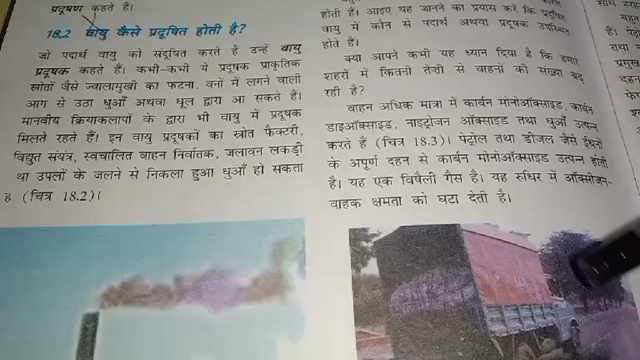 प्रदूषण कहते हैं।
18.2 वायु कैसे प्रदूषित होती है?
जो पदार्थ वायु को संदूषित करते है उन्हें वायु
प्रदूषक कहते हैं। कभी-कभी ये प्रदूषक प्राकृतिक
स्रोतों जैसे ज्वालामुखी का फटना, वनों में लगने वाली
आग से उठा धुआँ अथवा धूल द्वारा आ सकते हैं।
मानवीय क्रियाकलापों के द्वारा भी वायु में प्रदूषक
मिलते रहते हैं। इन वायु प्रदूषकों का स्रोत फैक्टरी,
विद्युत संयंत्र, स्वचालित वाहन निर्वातक, जलावन लकड़ी
था उपलों के जलने से निकला हुआ धुआँ हो सकता
है (चित्र 18.2)।
होती हैं। आइए यह जानने का प्रयास करें कि प्रदूषित
वायु में कौन से पदार्थ अथवा प्रदूषक उपस्थित
होते हैं।
क्या आपने कभी यह ध्यान दिया है कि हमारे
शहरों में कितनी तेज़ी से वाहनों की संख्या बढ़
रही है?
वाहन अधिक मात्रा में कार्बन मोनोऑक्साइड, कार्बन
डाइऑक्साइड, नाइट्रोजन ऑक्साइड तथा धुआँ उत्पन्न
करते हैं (चित्र 18.3)। पेट्रोल तथा डीजल जैसे ईंधनों
के अपूर्ण दहन से कार्बन मोनोऑक्साइड उत्पन्न होती
है। यह एक विषैली गैस है। यह रुधिर में ऑक्सीजन-
वाहक क्षमता को घटा देती है।